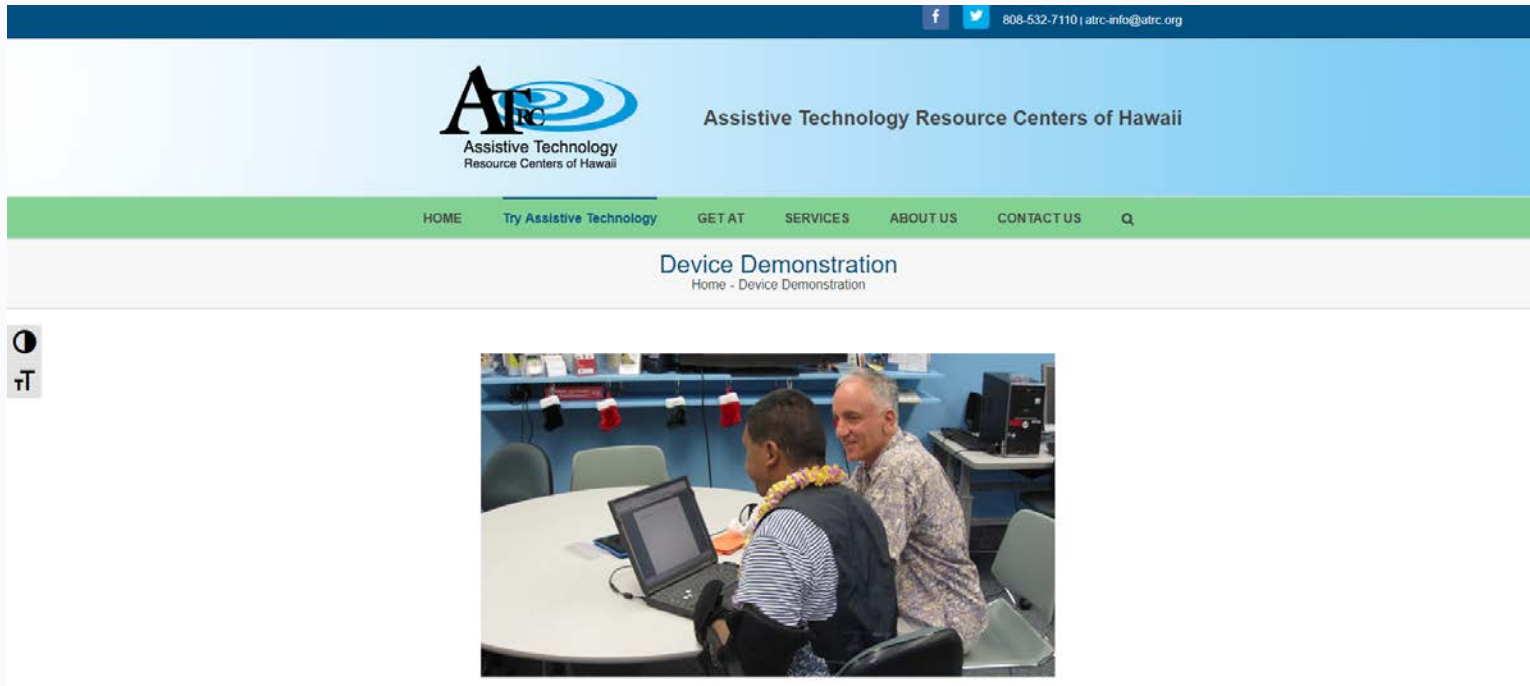 f 808-532-7110 | atrc-info@atrc.org
ATRC
Assistive Technology
Resource Centers of Hawaii
Assistive Technology Resource Centers of Hawaii
HOME Try Assistive Technology GET AT SERVICES ABOUT US CONTACT US
Device Demonstration
Home - Device Demonstration
TT